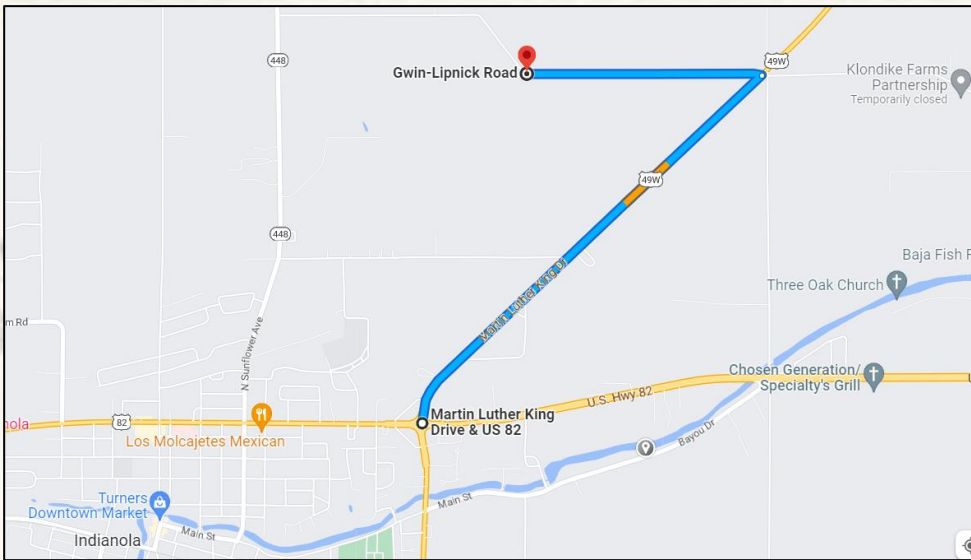 448
49W
Gwin-Lipnick Road
Klondike Farms
Partnership
Temporarily closed
49W
448
Baja Fish F
Martin Luther King Dr
Three Oak Church
m Rd
N Sunflower Ave
Chosen Generation/
Specialty's Grill
U.S. Hwy 82
U
82
nola
Martin Luther King
Drive & US 82
Los Molcajetes Mexican
Bayou Dr
Main St
Turners
Downtown Market
Main St
Indianola